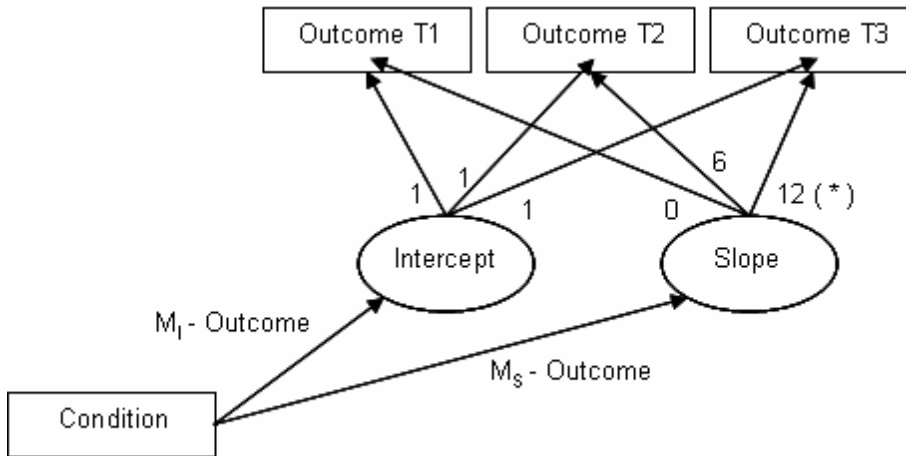 Outcome T1
Outcome T2
Outcome T3
6
1
1
1
0
12 (*)
Intercept
Slope
M_I - Outcome
M_S - Outcome
Condition